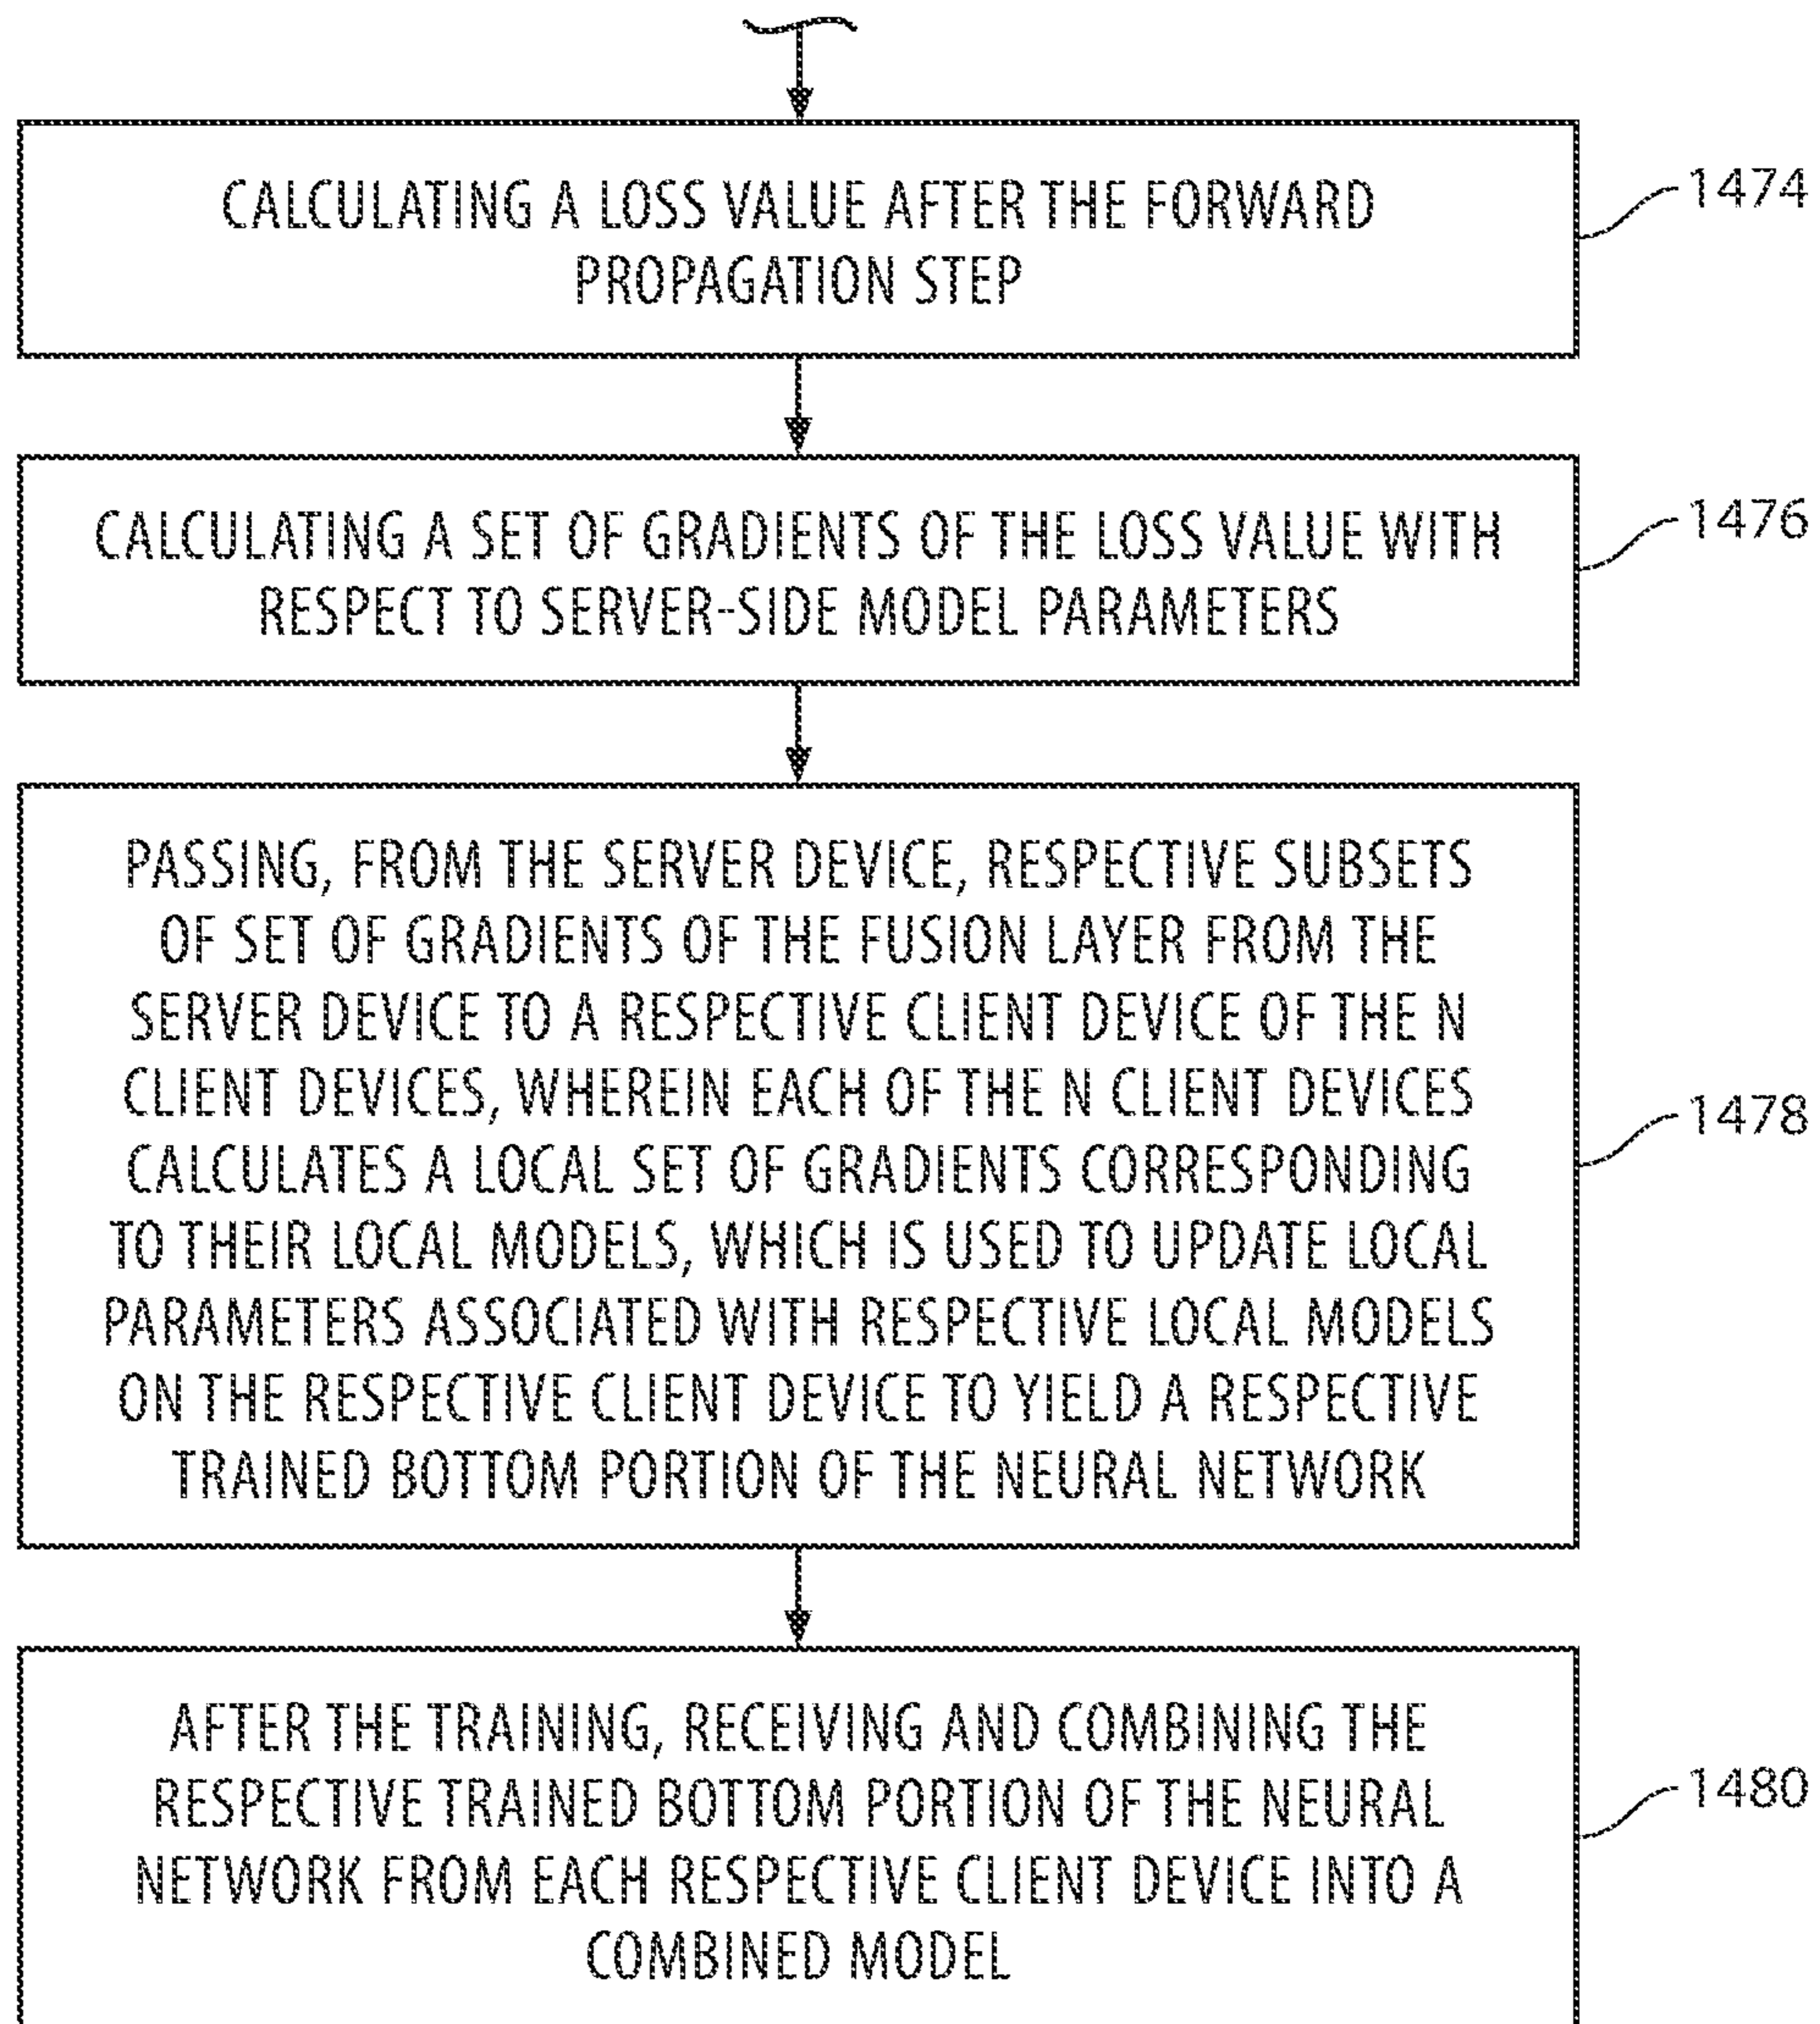 CALCULATING A LOSS VALUE AFTER THE FORWARD
PROPAGATION STEP
1474
CALCULATING A SET OF GRADIENTS OF THE LOSS VALUE WITH
RESPECT TO SERVER-SIDE MODEL PARAMETERS
1476
PASSING, FROM THE SERVER DEVICE, RESPECTIVE SUBSETS
OF SET OF GRADIENTS OF THE FUSION LAYER FROM THE
SERVER DEVICE TO A RESPECTIVE CLIENT DEVICE OF THE N
CLIENT DEVICES, WHEREIN EACH OF THE N CLIENT DEVICES
CALCULATES A LOCAL SET OF GRADIENTS CORRESPONDING
TO THEIR LOCAL MODELS, WHICH IS USED TO UPDATE LOCAL
PARAMETERS ASSOCIATED WITH RESPECTIVE LOCAL MODELS
ON THE RESPECTIVE CLIENT DEVICE TO YIELD A RESPECTIVE
TRAINED BOTTOM PORTION OF THE NEURAL NETWORK
1478
AFTER THE TRAINING, RECEIVING AND COMBINING THE
RESPECTIVE TRAINED BOTTOM PORTION OF THE NEURAL
NETWORK FROM EACH RESPECTIVE CLIENT DEVICE INTO A
COMBINED MODEL
1480